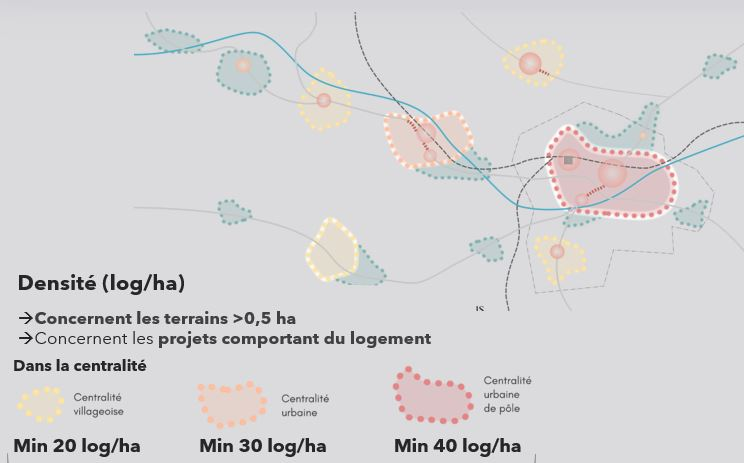 Densité (log/ha)
→Concernent les terrains >0,5 ha
→Concernent les projets comportant du logement
Dans la centralité
Centralité
villageoise
Centralité
urbaine
Centralité
urbaine
de pôle
Min 20 log/ha
Min 30 log/ha
Min 40 log/ha